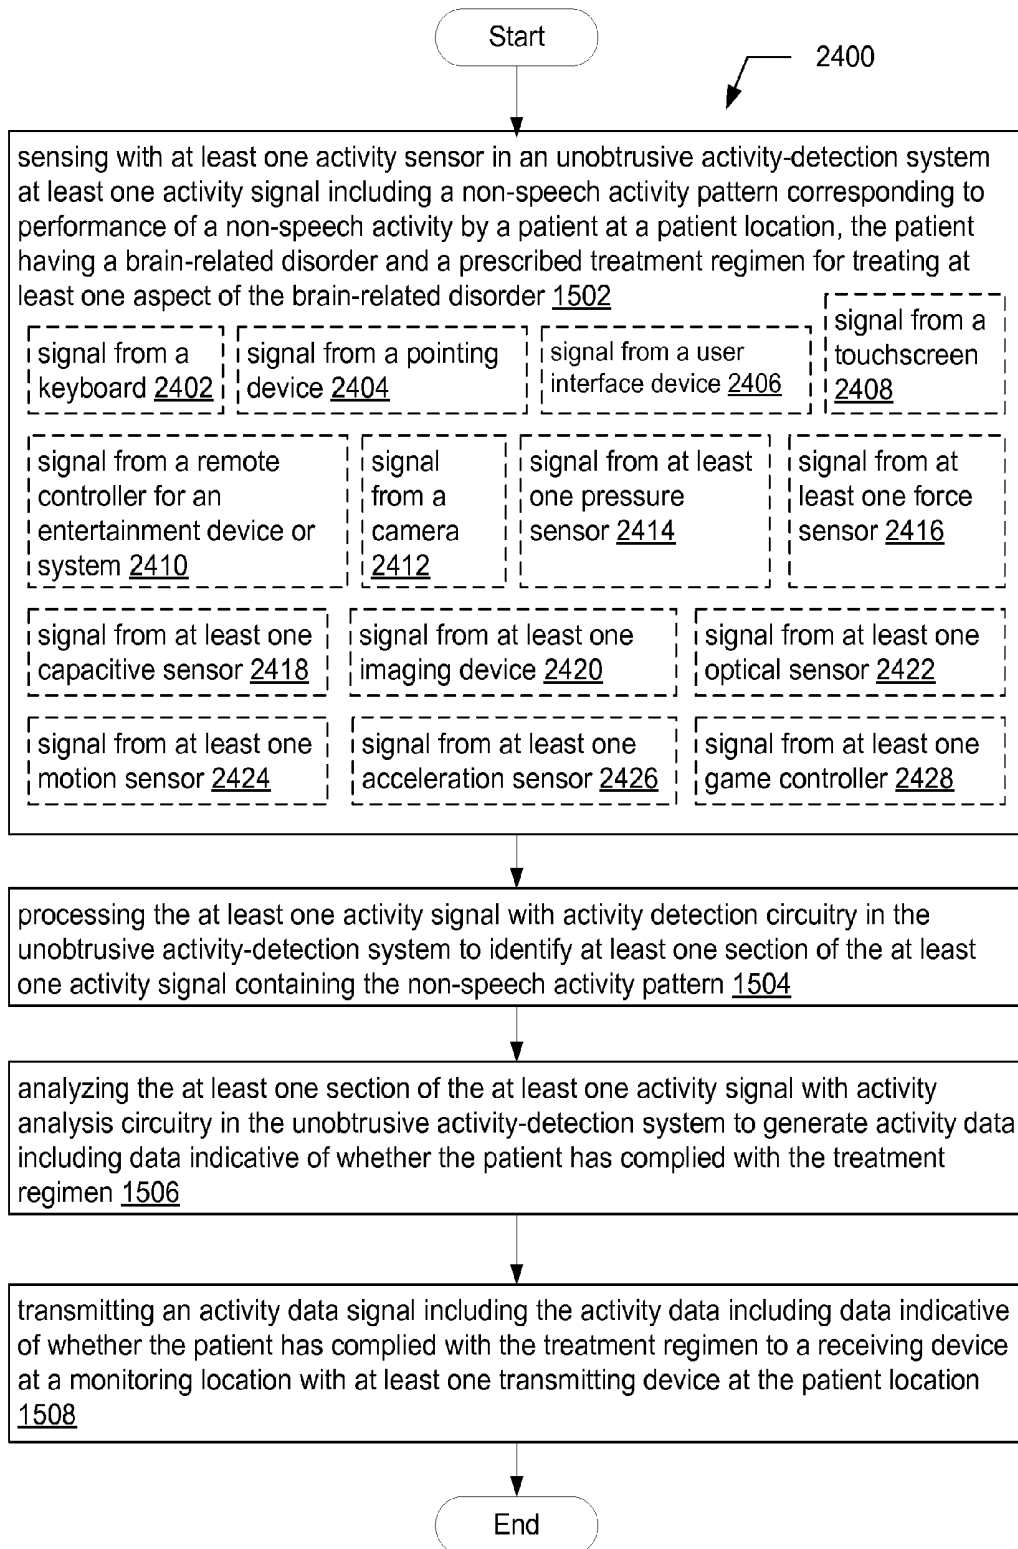 Start
2400
sensing with at least one activity sensor in an unobtrusive activity-detection system
at least one activity signal including a non-speech activity pattern corresponding to
performance of a non-speech activity by a patient at a patient location, the patient
having a brain-related disorder and a prescribed treatment regimen for treating at
least one aspect of the brain-related disorder 1502
signal from a
keyboard 2402
signal from a pointing
device 2404
signal from a user
interface device 2406
signal from a
touchscreen
2408
signal from a remote
controller for an
entertainment device or
system 2410
signal
from a
camera
2412
signal from at least
one pressure
sensor 2414
signal from at
least one force
sensor 2416
signal from at least one
capacitive sensor 2418
signal from at least one
imaging device 2420
signal from at least one
optical sensor 2422
signal from at least one
motion sensor 2424
signal from at least one
acceleration sensor 2426
signal from at least one
game controller 2428
processing the at least one activity signal with activity detection circuitry in the
unobtrusive activity-detection system to identify at least one section of the at least
one activity signal containing the non-speech activity pattern 1504
analyzing the at least one section of the at least one activity signal with activity
analysis circuitry in the unobtrusive activity-detection system to generate activity data
including data indicative of whether the patient has complied with the treatment
regimen 1506
transmitting an activity data signal including the activity data including data indicative
of whether the patient has complied with the treatment regimen to a receiving device
at a monitoring location with at least one transmitting device at the patient location
1508
End